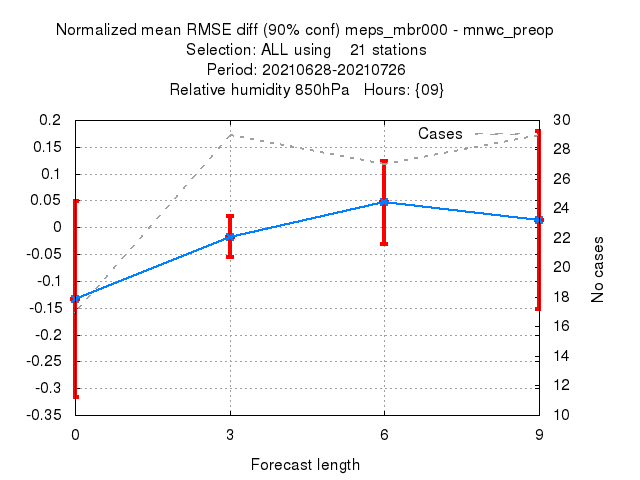 Normalized mean RMSE diff (90% conf) meps_mbr000 - mnwc_preop
Selection: ALL using 21 stations
Period: 20210628-20210726
Relative humidity 850hPa Hours: {09}
0.2
0.15
0.1
0.05
0
-0.05
-0.1
-0.15
-0.2
-0.25
-0.3
-0.35
Cases
30
28
26
24
22
20
18
16
14
12
10
No cases
0 3 6 9
Forecast length